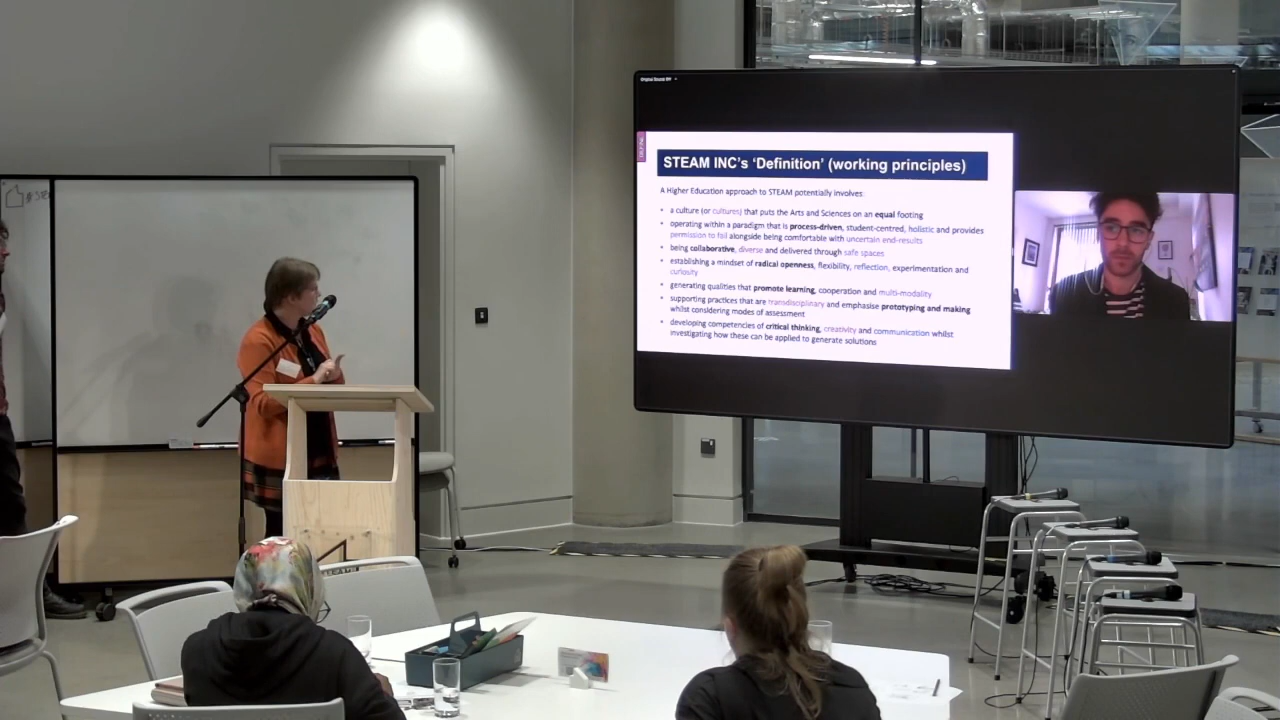 Original Sound: Off
STEAM INC's 'Definition' (working principles)
A Higher Education approach to STEAM potentially involves:
• a culture (or cultures) that puts the Arts and Sciences on an equal footing
• operating within a paradigm that is process-driven, student-centred, holistic and provides
permission to fail alongside being comfortable with uncertain end-results
• being collaborative, diverse and delivered through safe spaces
• establishing a mindset of radical openness, flexibility, reflection, experimentation and
curiosity
• generating qualities that promote learning, cooperation and multi-modality
• supporting practices that are transdisciplinary and emphasise prototyping and making
whilst considering modes of assessment
• developing competencies of critical thinking, creativity and communication whilst
investigating how these can be applied to generate solutions